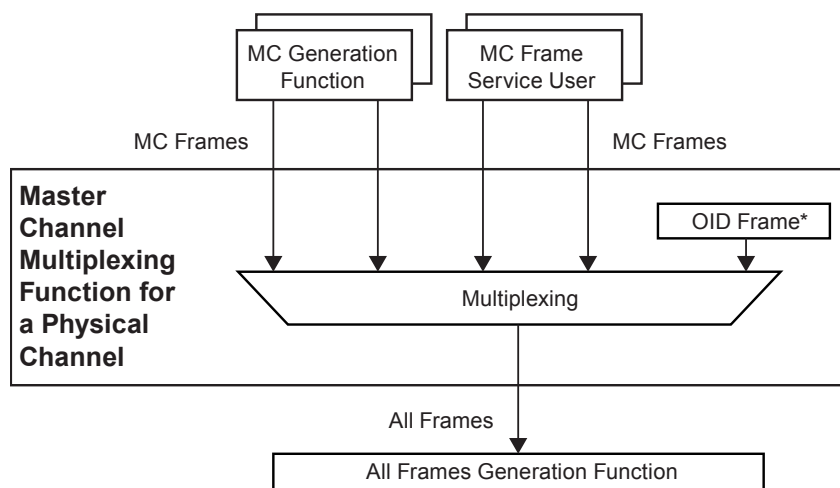 MC Generation
Function
MC Frame
Service User
MC Frames
MC Frames
Master
Channel
Multiplexing
Function for
a Physical
Channel
OID Frame*
Multiplexing
All Frames
All Frames Generation Function